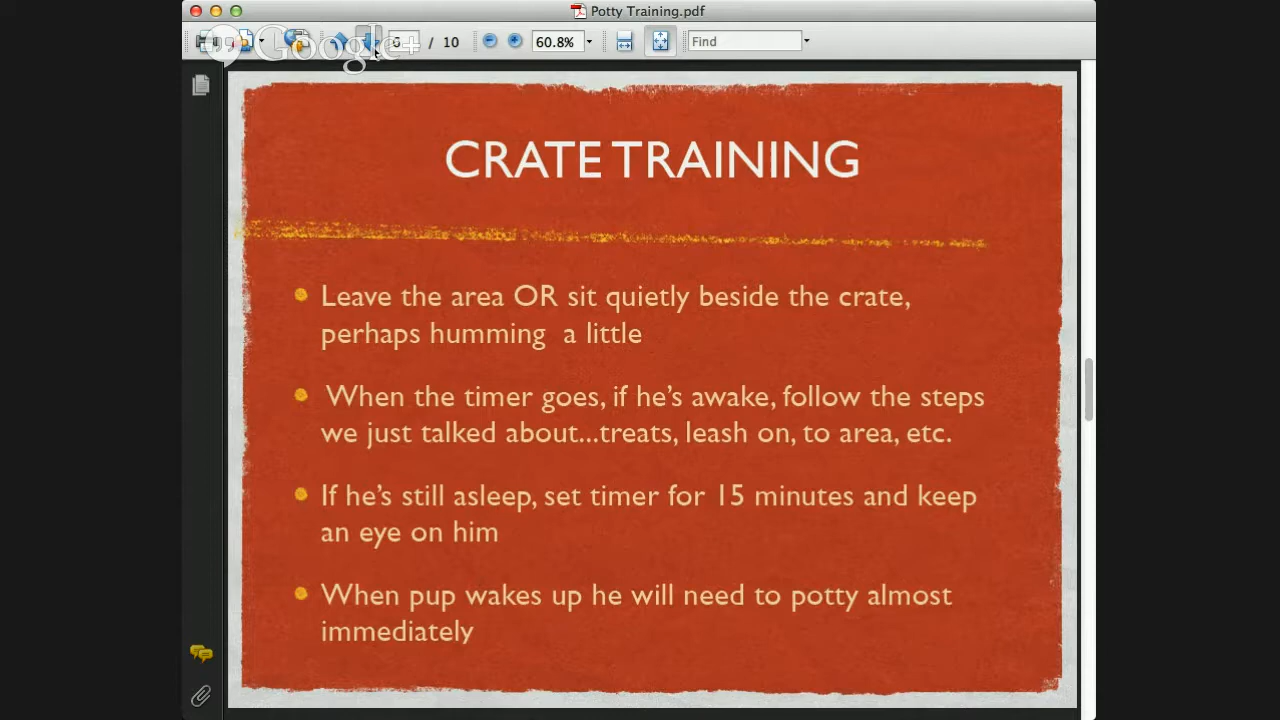 Potty Training.pdf
Google+
6 / 10
60.8%
Find
CRATE TRAINING
Leave the area OR sit quietly beside the crate,
perhaps humming a little
When the timer goes, if he's awake, follow the steps
we just talked about...treats, leash on, to area, etc.
If he's still asleep, set timer for 15 minutes and keep
an eye on him
When pup wakes up he will need to potty almost
immediately